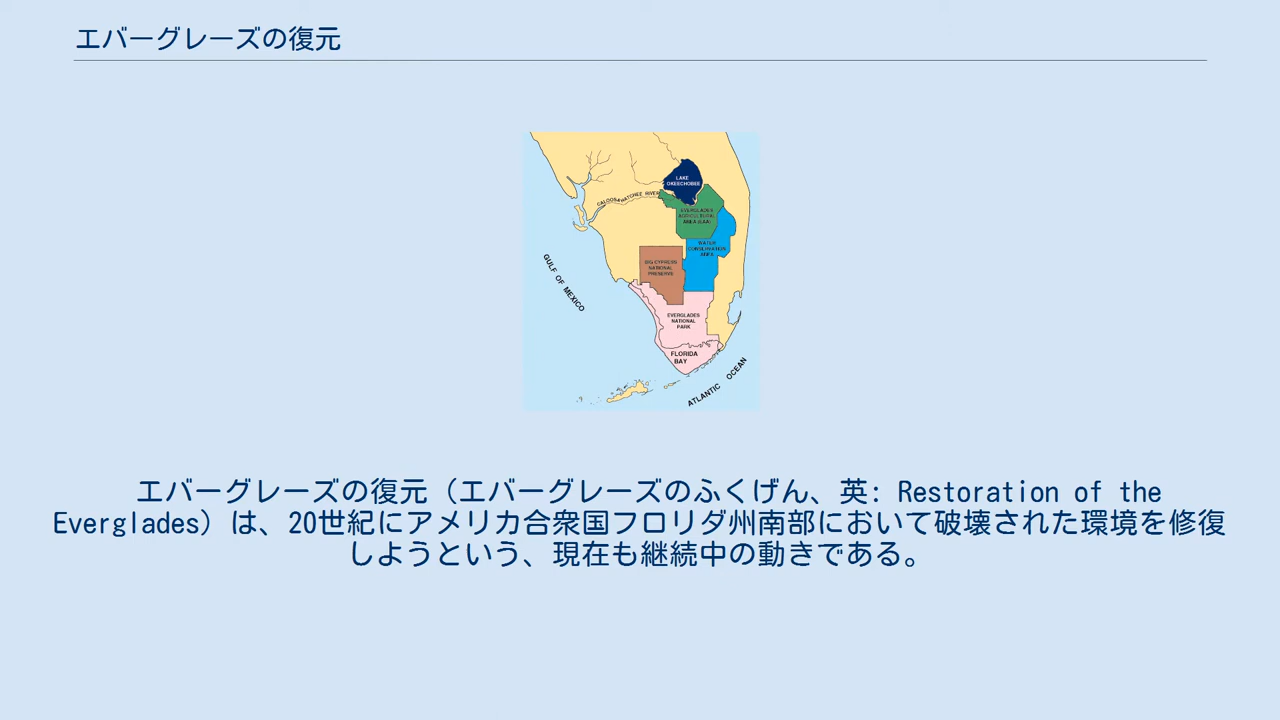 エバーグレーズの復元
LAKE
OKEECHOBEE
CALOOSAHATCHEE RIVER
EVERGLADES
AGRICULTURAL
AREA (EAA)
WATER
CONSERVATION
AREA
BIG CYPRESS
NATIONAL
PRESERVE
GULF OF MEXICO
EVERGLADES
NATIONAL
PARK
FLORIDA
BAY
ATLANTIC OCEAN
エバーグレーズの復元（エバーグレーズのふくげん、英: Restoration of the
Everglades）は、20世紀にアメリカ合衆国フロリダ州南部において破壊された環境を修復
しようという、現在も継続中の動きである。